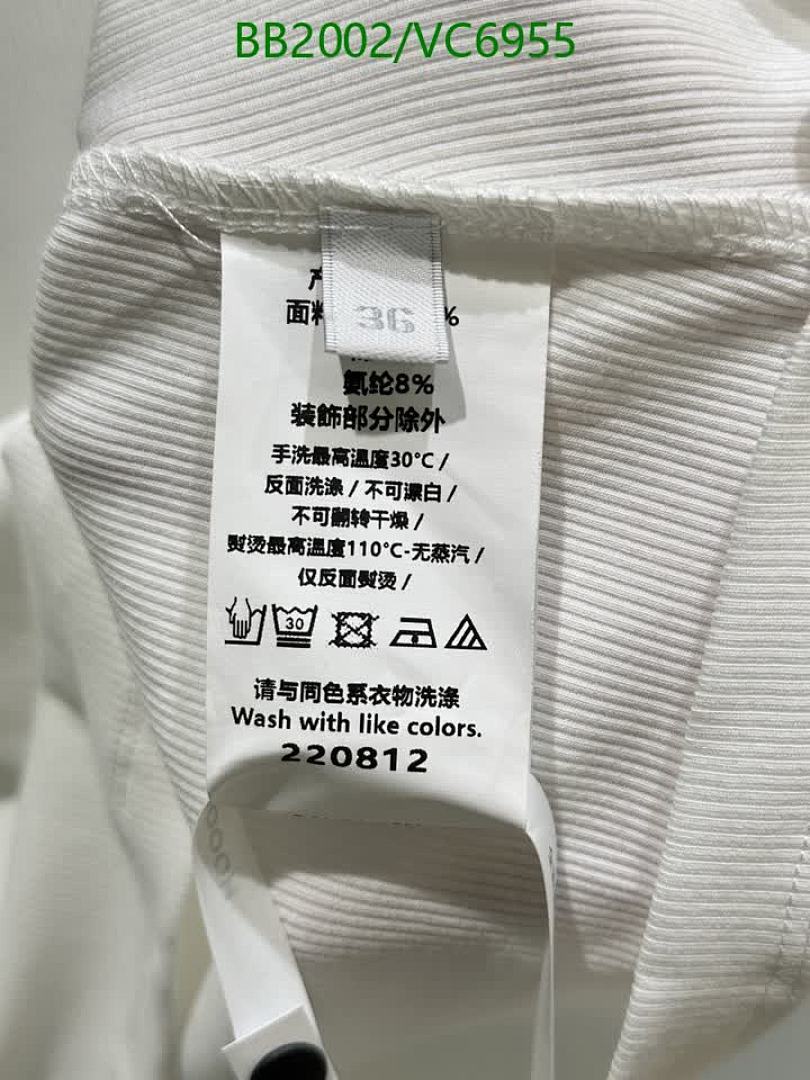 BB2002/VC6955
36
面料 %
氨纶8%
装飾部分除外
手洗最高温度30°C /
反面洗涤 / 不可漂白 /
不可翻转干燥 /
熨烫最高温度110°C-无蒸汽 /
仅反面熨烫 /
30
请与同色系衣物洗涤
Wash with like colors.
220812